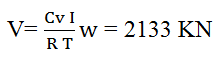 V= Cv I / R T w = 2133 KN